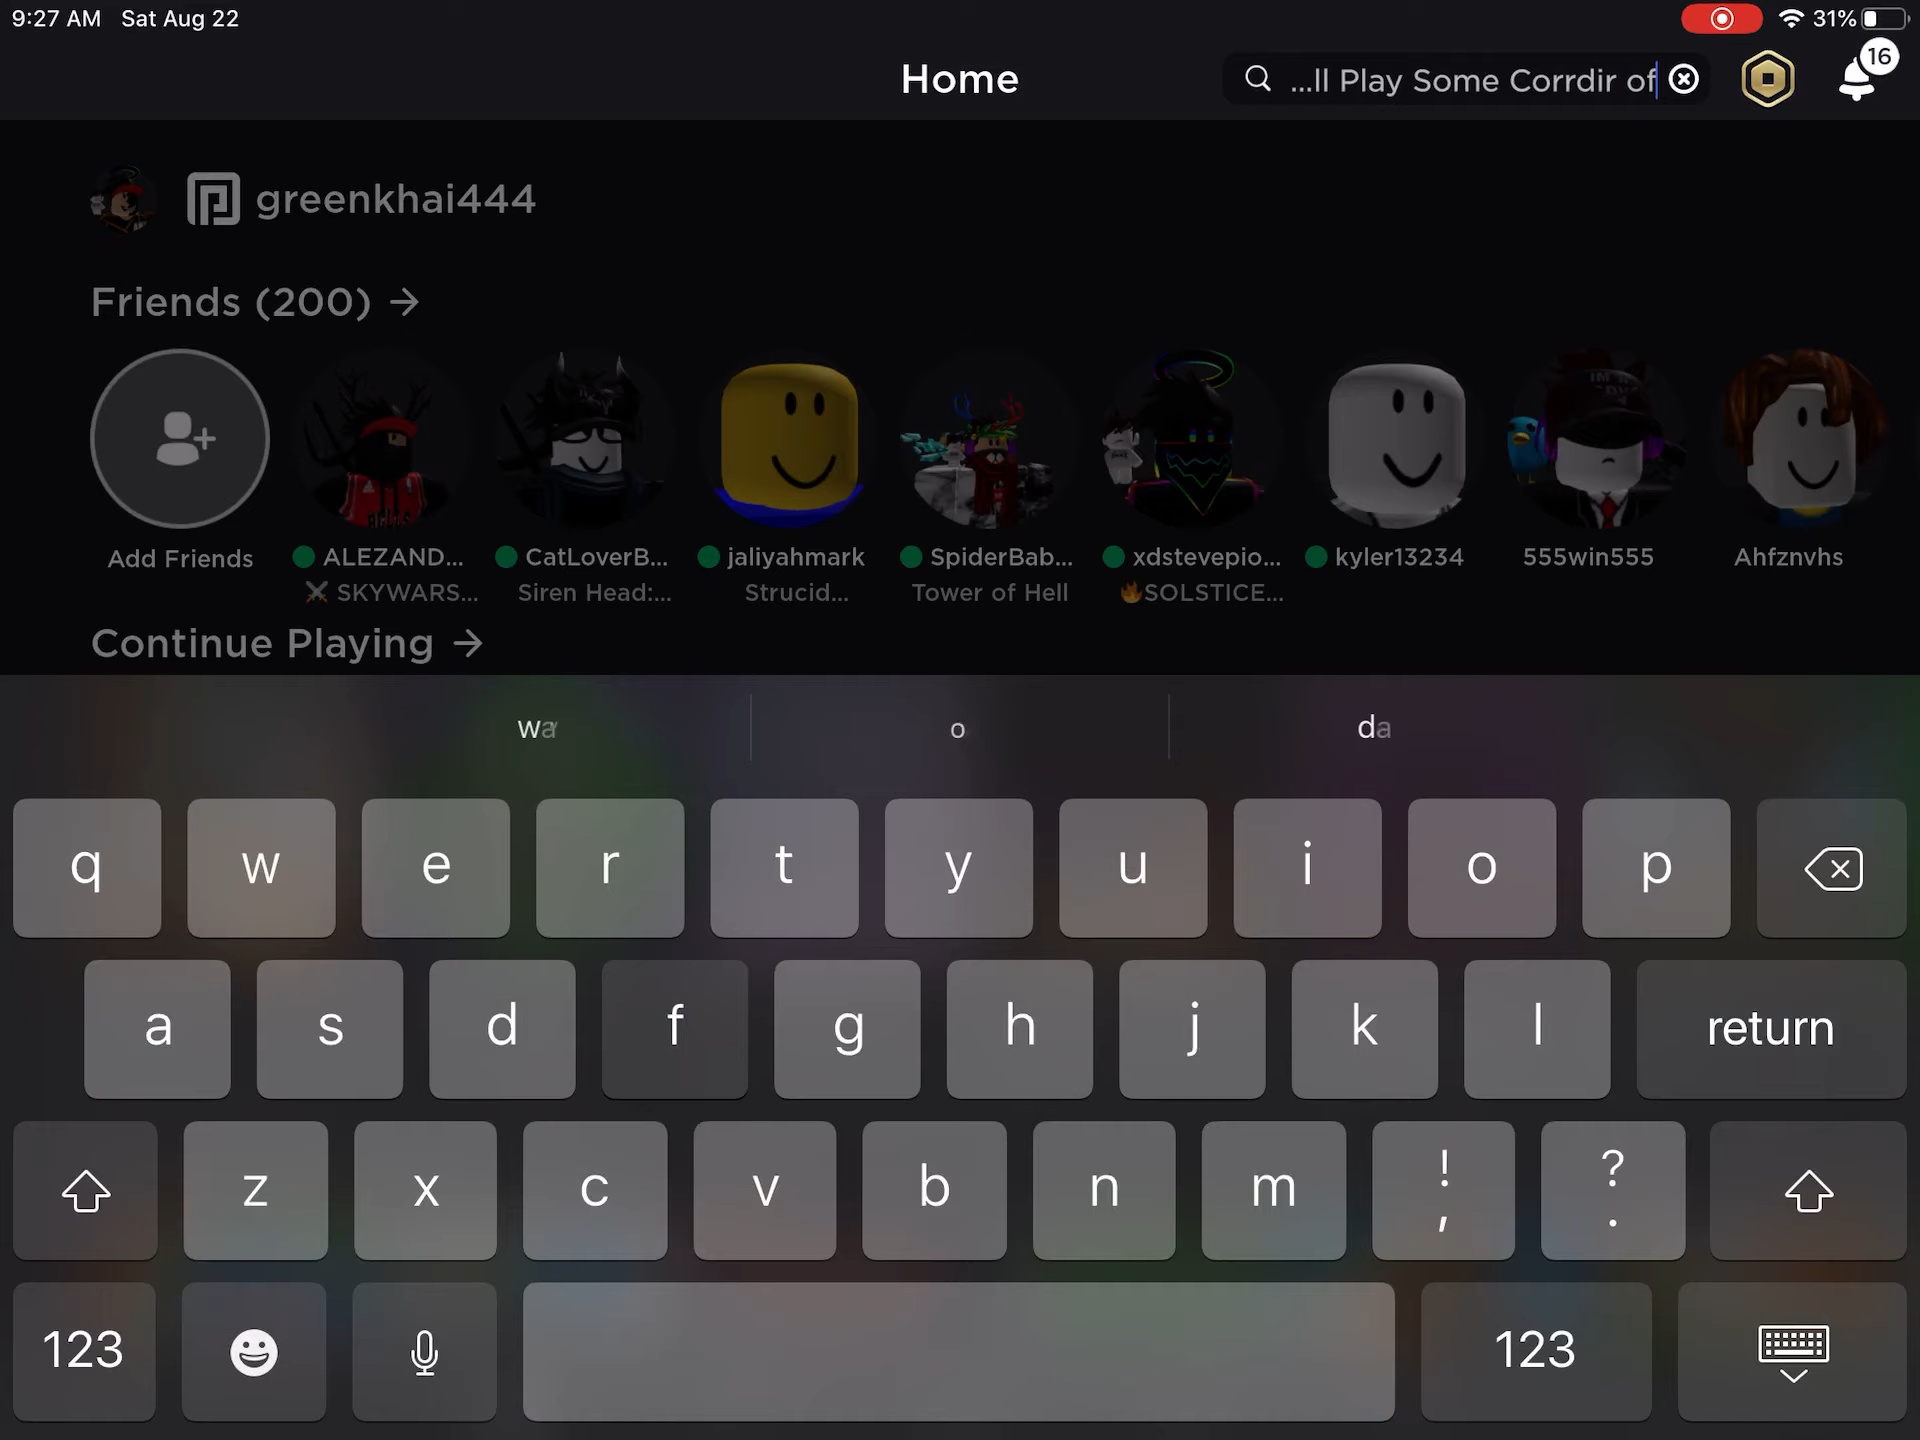 9:27 AM Sat Aug 22
31%
Home
...ll Play Some Corrdir of
16
greenkhai444
Friends (200) →
Add Friends
ALEZAND...
CatLoverB...
jaliyahmark
SpiderBab...
xdstevepio...
kyler13234
555win555
Ahfznvhs
SKYWARS...
Siren Head:...
Strucid...
Tower of Hell
SOLSTICE...
Continue Playing →
wa
o
da
q w e r t y u i o p
a s d f g h j k l return
z x c v b n m ! , ? .
123
123